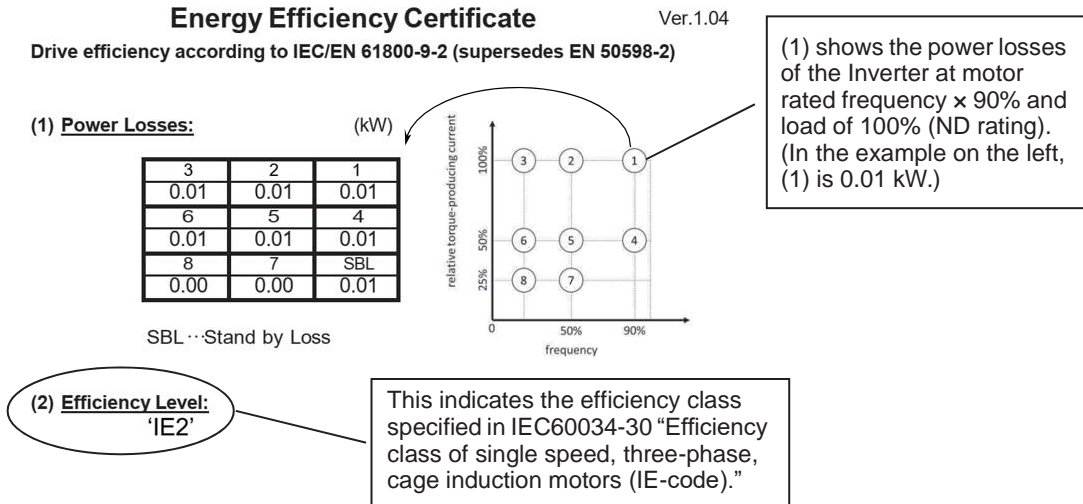 Energy Efficiency Certificate
Ver.1.04
Drive efficiency according to IEC/EN 61800-9-2 (supersedes EN 50598-2)
(1) shows the power losses
of the Inverter at motor
rated frequency × 90% and
load of 100% (ND rating).
(In the example on the left,
(1) is 0.01 kW.)
(1) Power Losses:
(kW)
3 2 1
0.01 0.01 0.01
6 5 4
0.01 0.01 0.01
8 7 SBL
0.00 0.00 0.01
SBL ···Stand by Loss
relative torque-producing current
100%
3 2 1
50%
6 5 4
25%
8 7
0 50% 90%
frequency
(2) Efficiency Level:
'IE2'
This indicates the efficiency class
specified in IEC60034-30 “Efficiency
class of single speed, three-phase,
cage induction motors (IE-code).”